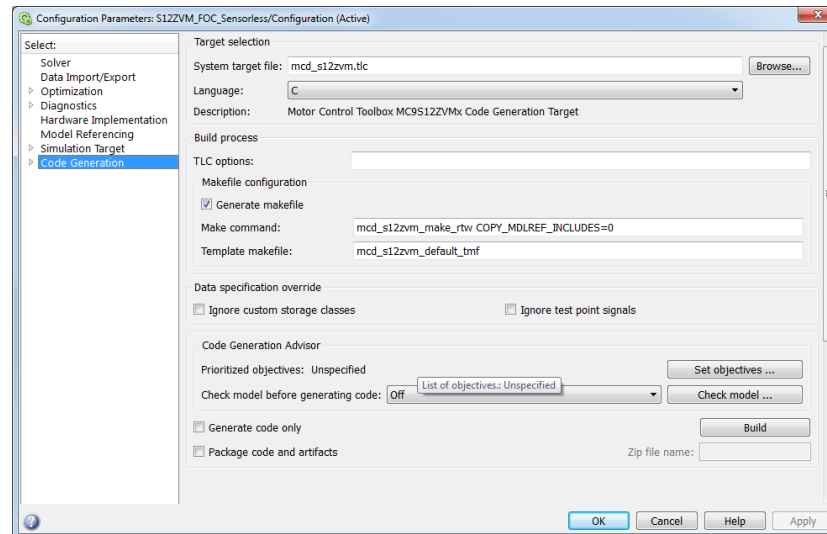 Configuration Parameters: S12ZVM_FOC_Sensorless/Configuration (Active)
Select:
Solver
Data Import/Export
Optimization
Diagnostics
Hardware Implementation
Model Referencing
Simulation Target
Code Generation
Target selection
System target file: mcd_s12zvm.tlc Browse...
Language: C
Description: Motor Control Toolbox MC9S12ZVMx Code Generation Target
Build process
TLC options:
Makefile configuration
Generate makefile
Make command: mcd_s12zvm_make_rtw COPY_MDLREF_INCLUDES=0
Template makefile: mcd_s12zvm_default_tmf
Data specification override
Ignore custom storage classes Ignore test point signals
Code Generation Advisor
Prioritized objectives: Unspecified Set objectives ...
List of objectives.: Unspecified
Check model before generating code: Off Check model ...
Generate code only Build
Package code and artifacts Zip file name:
OK Cancel Help Apply